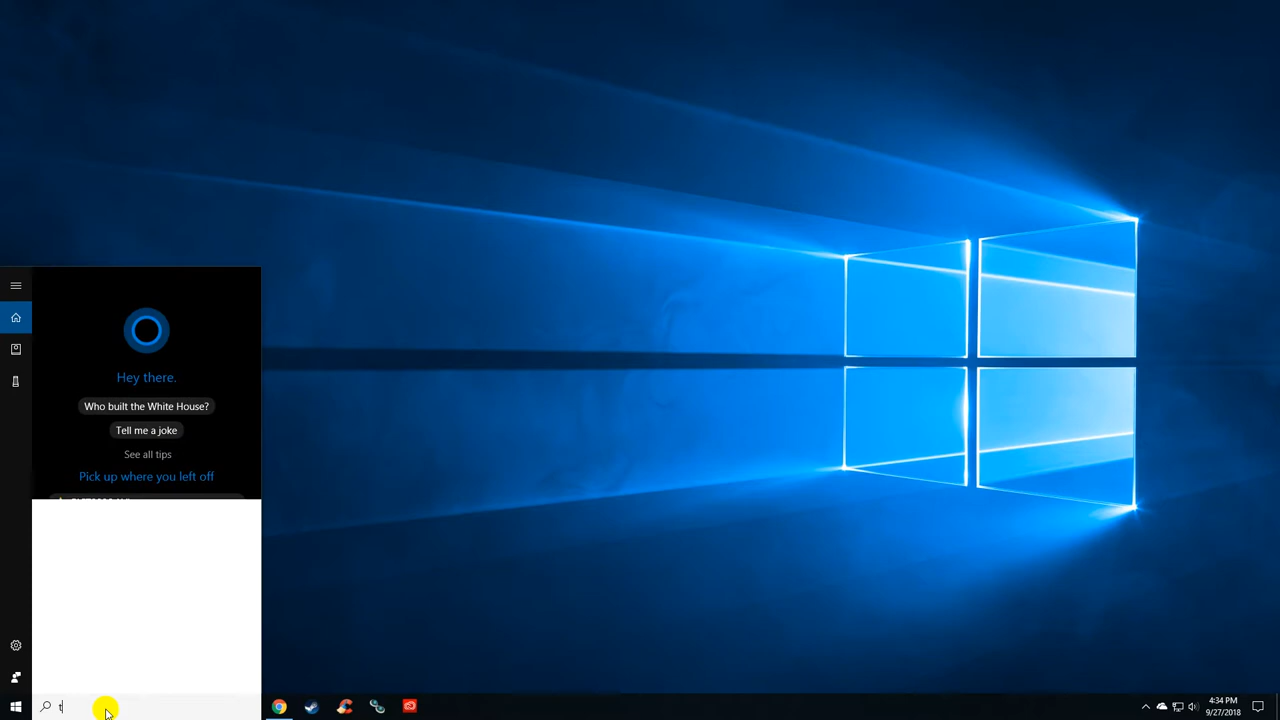 Hey there.
Who built the White House?
Tell me a joke
See all tips
Pick up where you left off
t
4:34 PM
9/27/2018